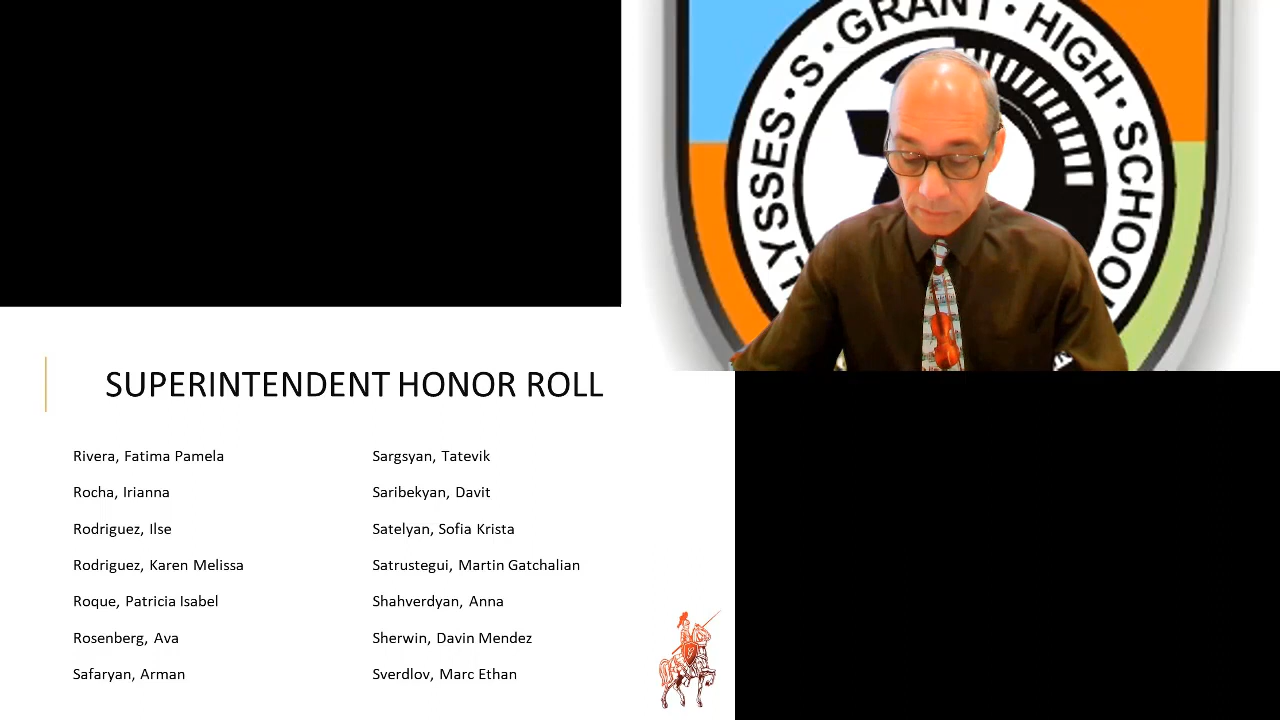 LYSSES • S • GRANT • HIGH • SCHOOL
SUPERINTENDENT HONOR ROLL
Rivera, Fatima Pamela
Rocha, Irianna
Rodriguez, Ilse
Rodriguez, Karen Melissa
Roque, Patricia Isabel
Rosenberg, Ava
Safaryan, Arman
Sargsyan, Tatevik
Saribekyan, Davit
Satelyan, Sofia Krista
Satrustegui, Martin Gatchalian
Shahverdyan, Anna
Sherwin, Davin Mendez
Sverdlov, Marc Ethan